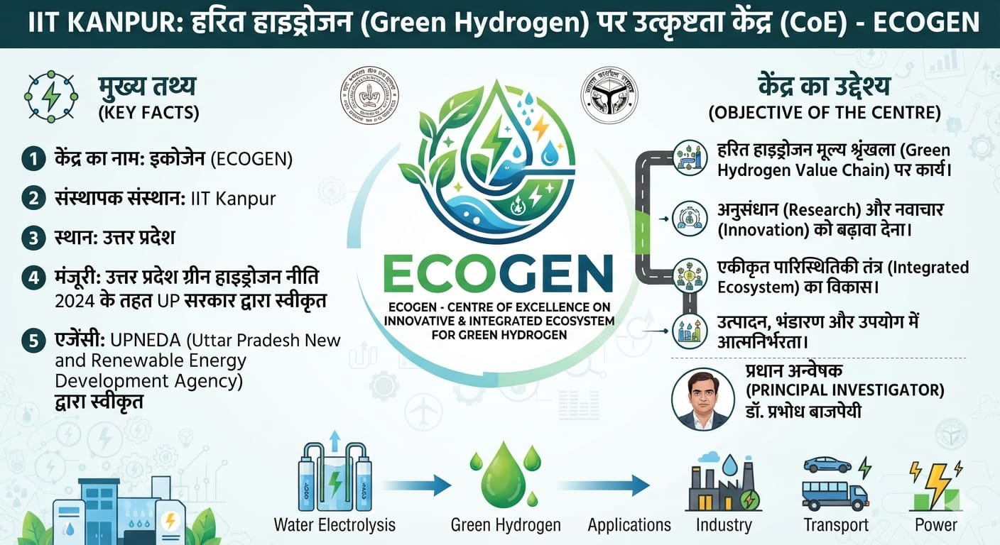 IIT KANPUR: हरित हाइड्रोजन (Green Hydrogen) पर उत्कृष्टता केंद्र (CoE) - ECOGEN
मुख्य तथ्य
(KEY FACTS)
1 केंद्र का नाम: इकोजेन (ECOGEN)
2 संस्थापक संस्थान: IIT Kanpur
3 स्थान: उत्तर प्रदेश
4 मंजूरी: उत्तर प्रदेश ग्रीन हाइड्रोजन नीति
2024 के तहत UP सरकार द्वारा स्वीकृत
5 एजेंसी: UPNEDA (Uttar Pradesh New
and Renewable Energy
Development Agency)
द्वारा स्वीकृत
ECOGEN
ECOGEN - CENTRE OF EXCELLENCE ON
INNOVATIVE & INTEGRATED ECOSYSTEM
FOR GREEN HYDROGEN
केंद्र का उद्देश्य
(OBJECTIVE OF THE CENTRE)
हरित हाइड्रोजन मूल्य श्रृंखला (Green
Hydrogen Value Chain) पर कार्य।
अनुसंधान (Research) और नवाचार
(Innovation) को बढ़ावा देना।
एकीकृत पारिस्थितिकी तंत्र (Integrated
Ecosystem) का विकास।
उत्पादन, भंडारण और उपयोग में
आत्मनिर्भरता।
प्रधान अन्वेषक
(PRINCIPAL INVESTIGATOR)
डॉ. प्रभोध बाजपेयी
Water Electrolysis
Green Hydrogen
Applications
Industry
Transport
Power